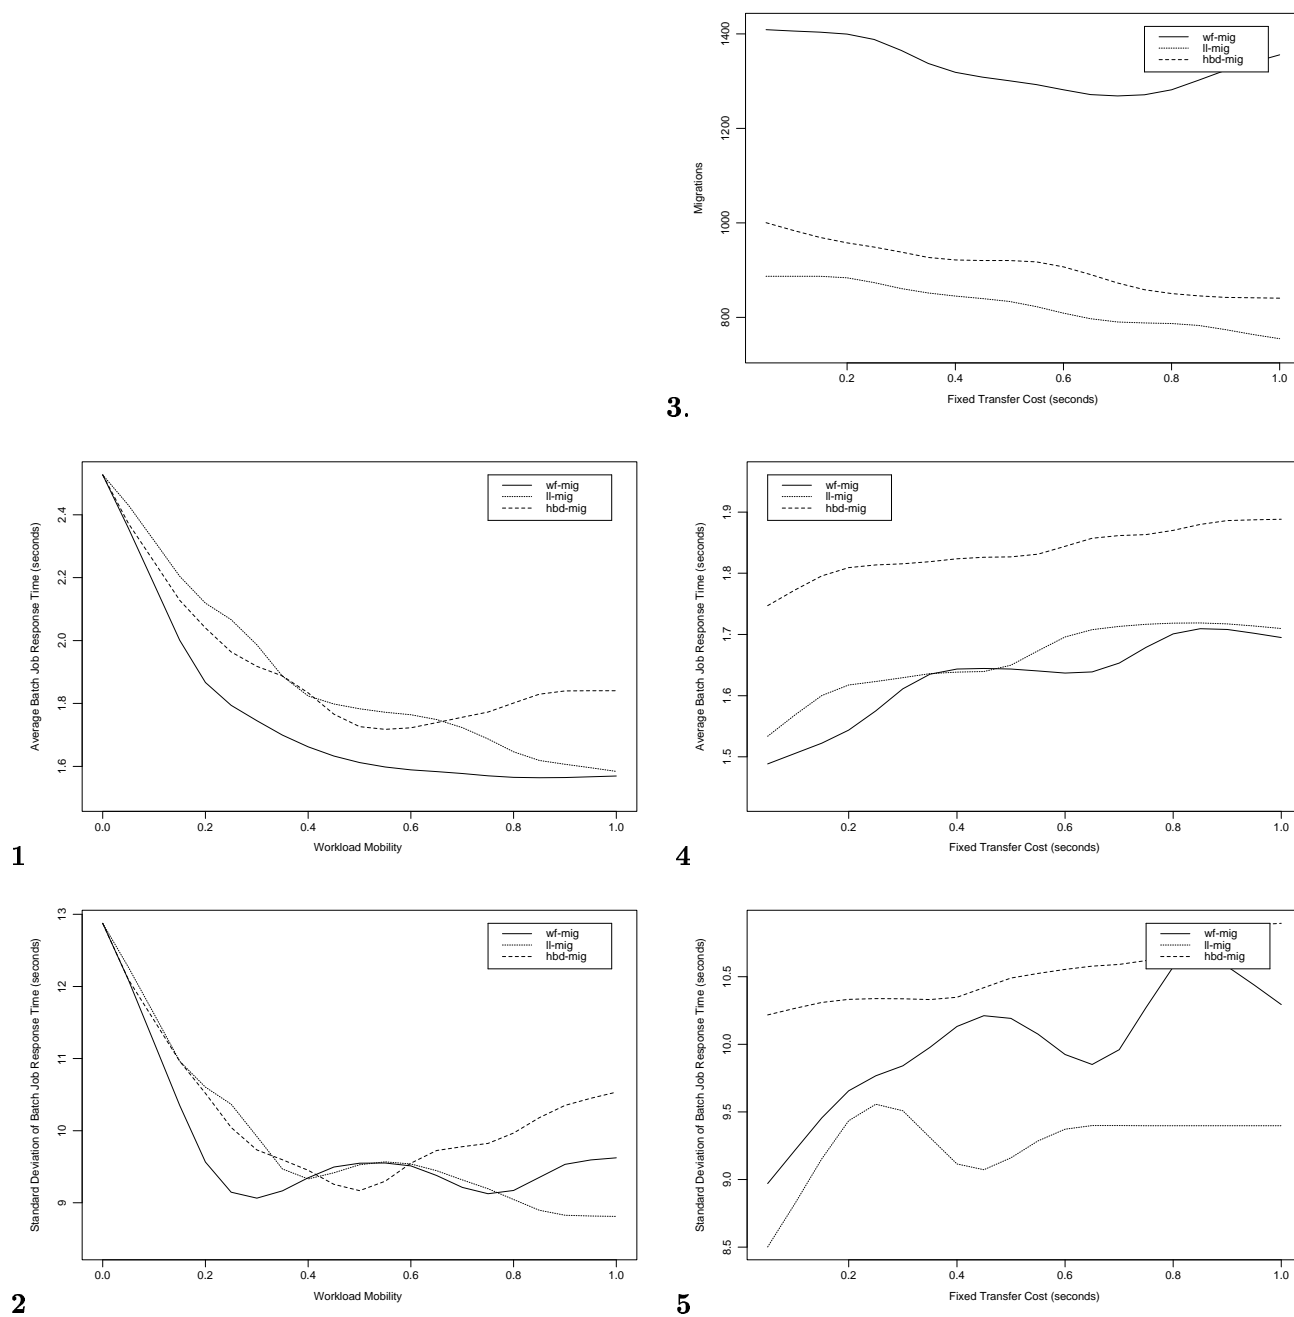 1400
1200
1000
800
Migrations
wf-mig
ll-mig
hbd-mig
0.2 0.4 0.6 0.8 1.0
Fixed Transfer Cost (seconds)
3.
2.4
2.2
2.0
1.8
1.6
Average Batch Job Response Time (seconds)
wf-mig
ll-mig
hbd-mig
0.0 0.2 0.4 0.6 0.8 1.0
Workload Mobility
1
1.9
1.8
1.7
1.6
1.5
Average Batch Job Response Time (seconds)
wf-mig
ll-mig
hbd-mig
0.2 0.4 0.6 0.8 1.0
Fixed Transfer Cost (seconds)
4
13
12
11
10
9
Standard Deviation of Batch Job Response Time (seconds)
wf-mig
ll-mig
hbd-mig
0.0 0.2 0.4 0.6 0.8 1.0
Workload Mobility
2
10.5
10.0
9.5
9.0
8.5
Standard Deviation of Batch Job Response Time (seconds)
wf-mig
ll-mig
hbd-mig
0.2 0.4 0.6 0.8 1.0
Fixed Transfer Cost (seconds)
5